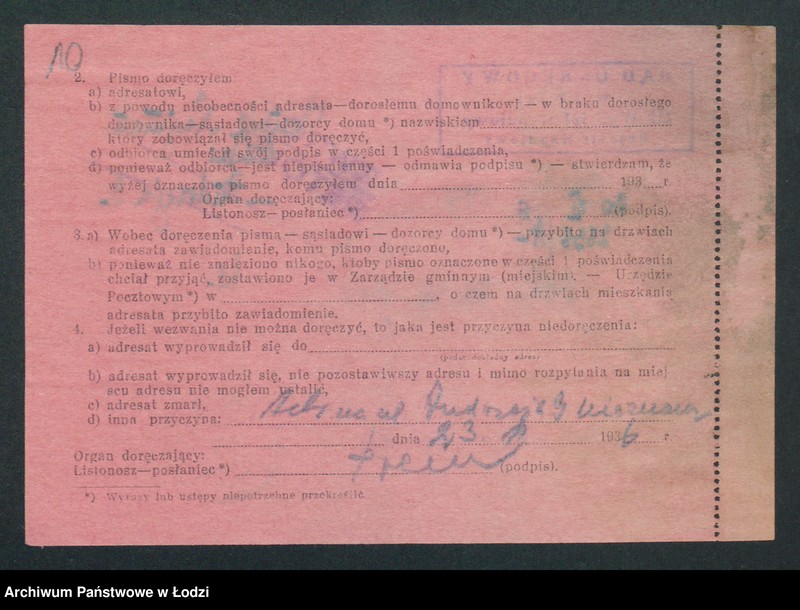 10
2. Pismo doręczyłem
a) adresatowi,
b) z powodu nieobecności adresata—dorosłemu domownikowi — w braku dorosłego
domownika—sąsiadowi—dozorcy domu *) nazwiskiem
który zobowiązał się pismo doręczyć,
c) odbiorca umieścił swój podpis w części 1 poświadczenia,
d) ponieważ odbiorca—jest niepiśmienny — odmawia podpisu *) — stwierdzam, że
wyżej oznaczone pismo doręczyłem dnia 193 r.
Organ doręczający:
Listonosz—posłaniec *) (podpis).
3. a) Wobec doręczenia pisma — sąsiadowi — dozorcy domu *) — przybito na drzwiach
adresata zawiadomienie, komu pismo doręczono,
b) ponieważ nie znaleziono nikogo, ktoby pismo oznaczone w części 1 poświadczenia
chciał przyjąć, zostawiono je w Zarządzie gminnym (miejskim). — Urzędzie
Pocztowym *) w , o czem na drzwiach mieszkania
adresata przybito zawiadomienie.
4. Jeżeli wezwania nie można doręczyć, to jaka jest przyczyna niedoręczenia:
a) adresat wyprowadził się do
(podać dokładny adres)
b) adresat wyprowadził się, nie pozostawiwszy adresu i mimo rozpytania na miej
scu adresu nie mogłem ustalić,
c) adresat zmarł,
d) inna przyczyna: na ul Andrzeja
dnia 23 1936 r.
Organ doręczający:
Listonosz—posłaniec *) (podpis).
*) Wyrazy lub ustępy niepotrzebne przekreślić.
Archiwum Państwowe w Łodzi